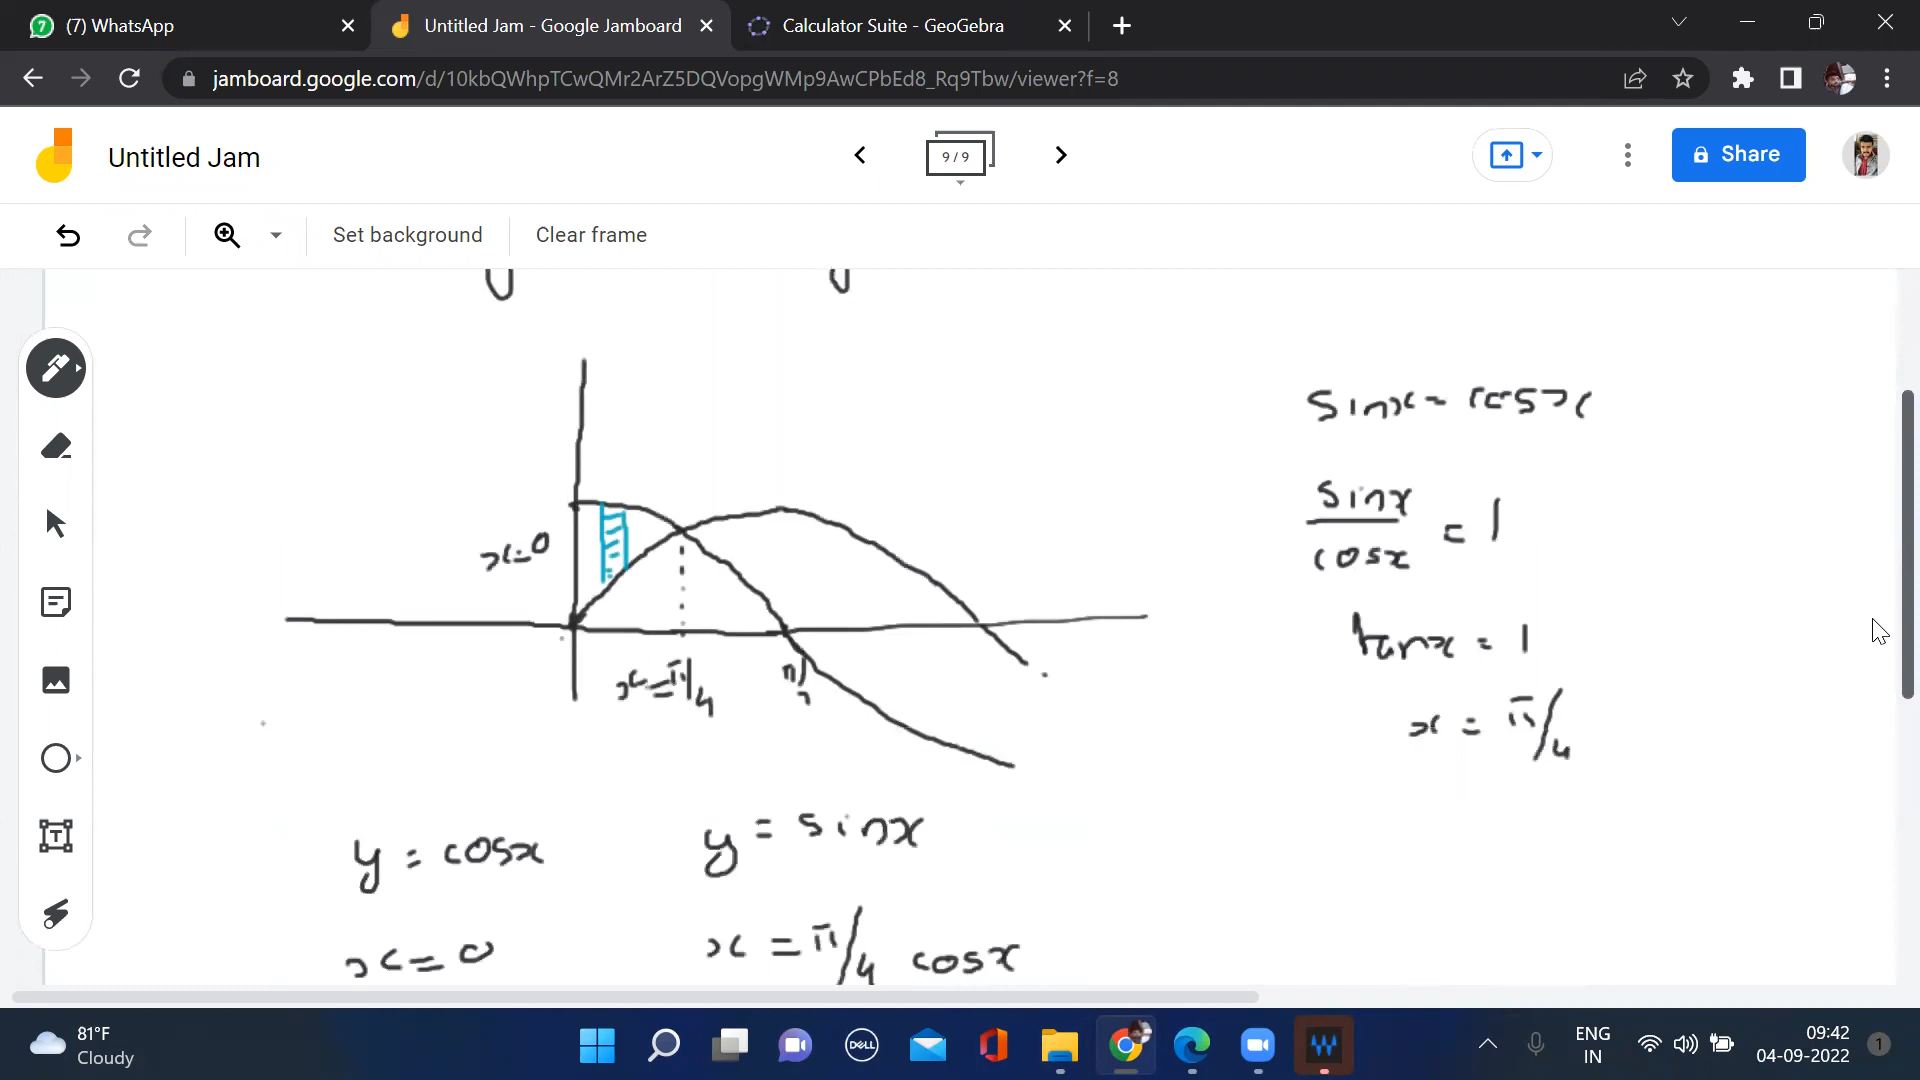 (7) WhatsApp
Untitled Jam - Google Jamboard
Calculator Suite - GeoGebra
jamboard.google.com/d/10kbQWhpTCwQMr2ArZ5DQVopgWMp9AwCPbEd8_Rq9Tbw/viewer?f=8
Untitled Jam
9 / 9
Share
Set background
Clear frame
sinx = cosx
sinx
cosx
= 1
x=0
tanx = 1
x=π/4
x = π/4
y = cosx
y = sinx
x=0
x = π/4 cosx
81°F
Cloudy
DELL
ENG
IN
09:42
04-09-2022
1